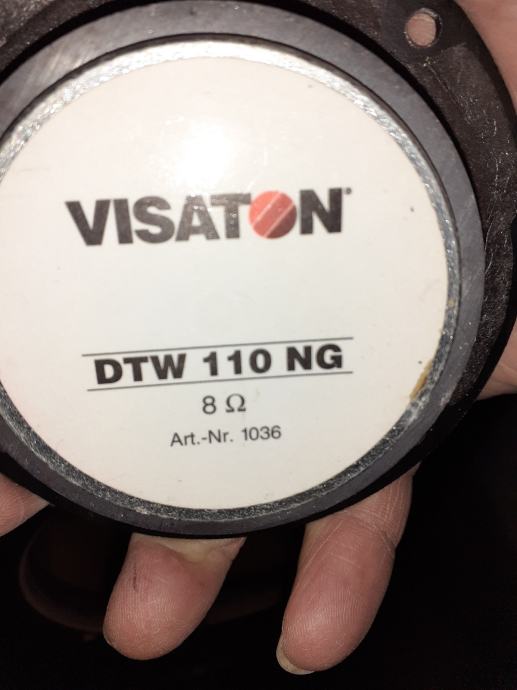 VISATON®
DTW 110 NG
8 Ω
Art.-Nr. 1036